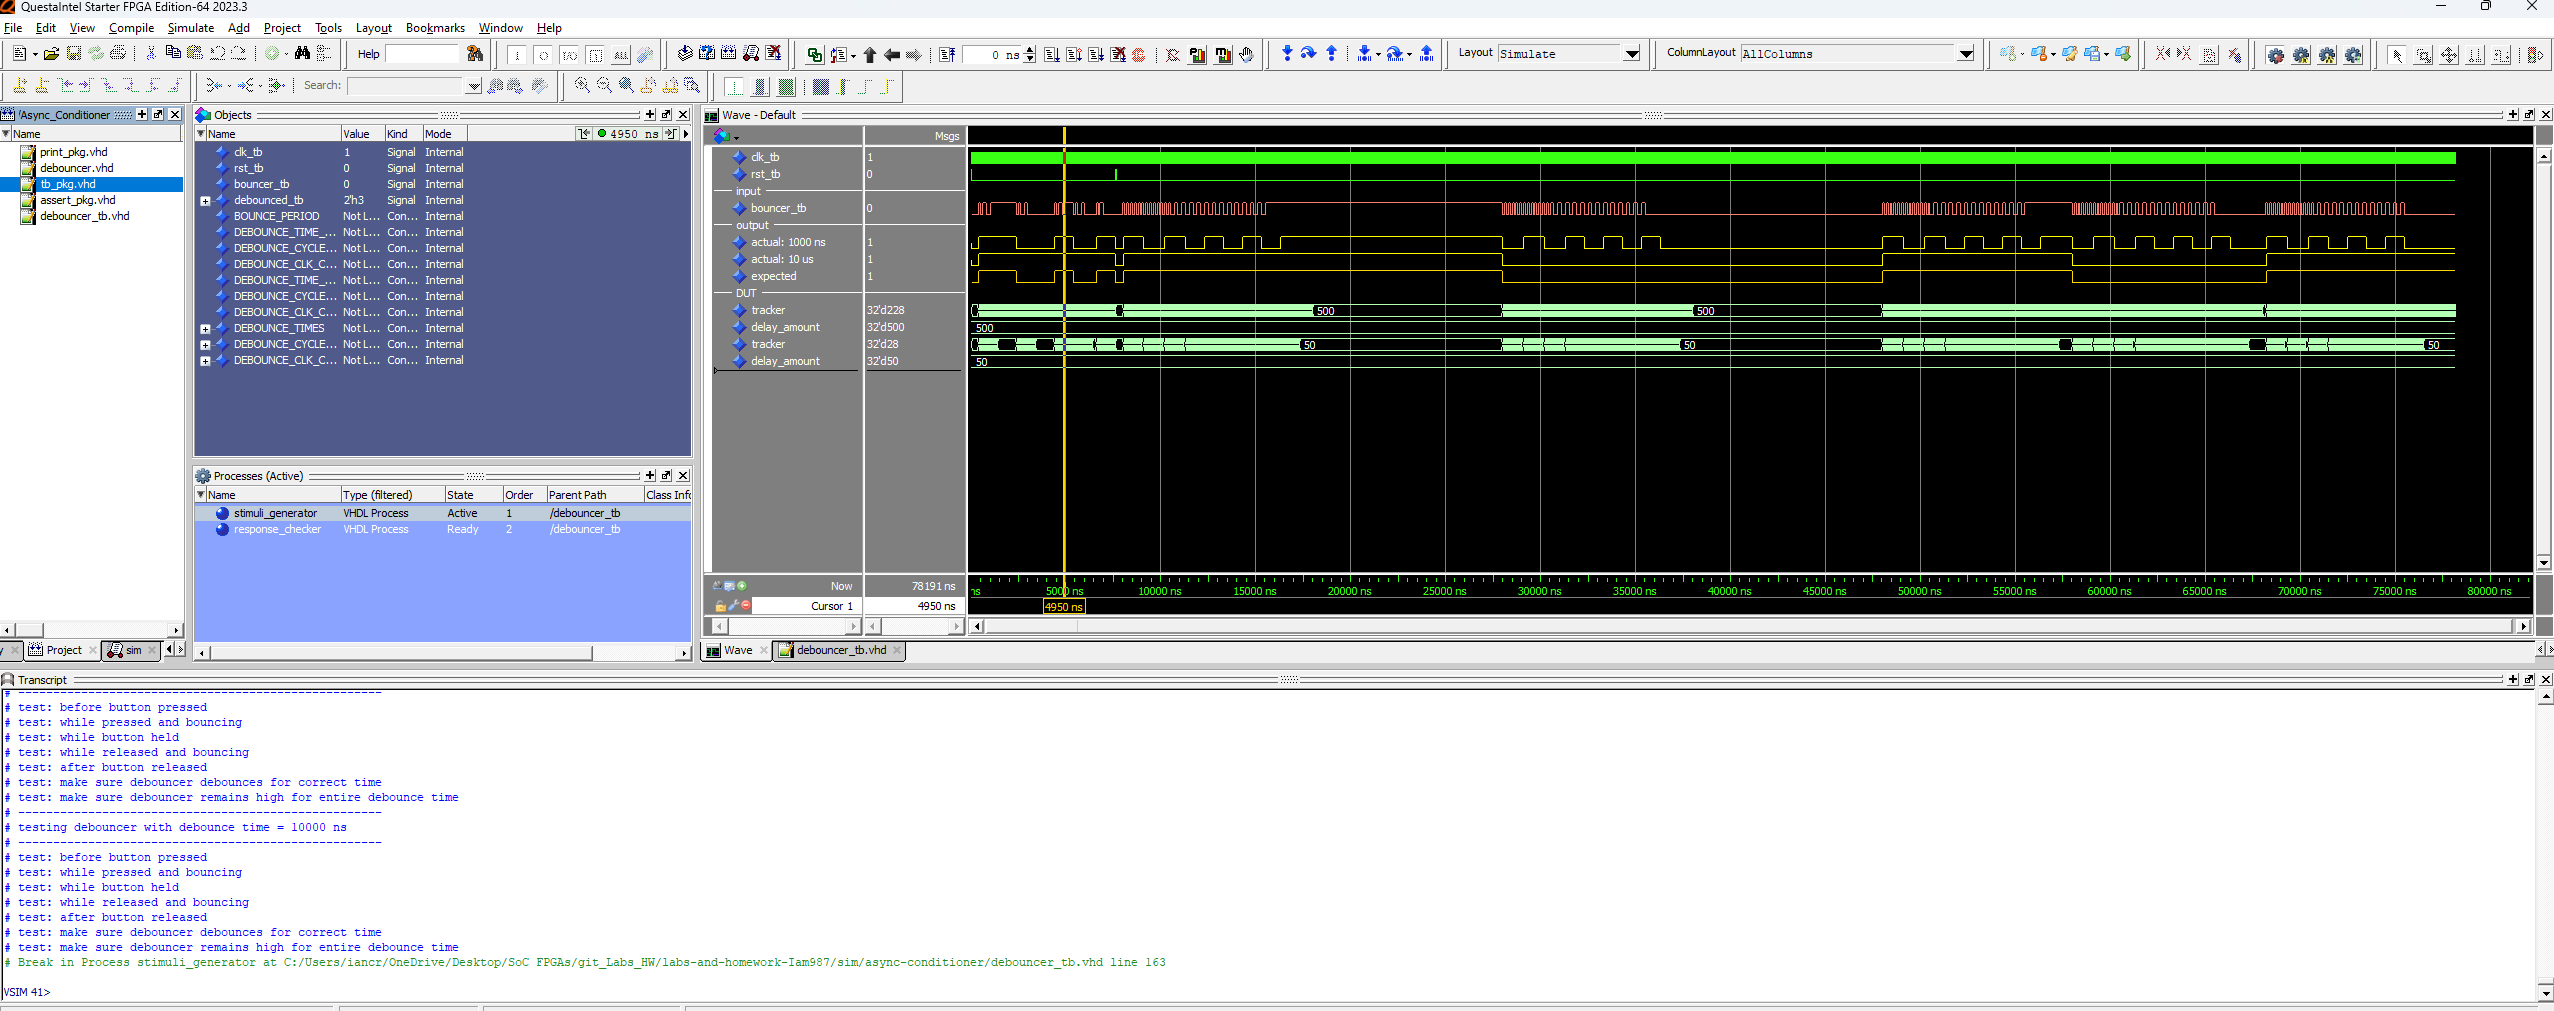 QuestaIntel Starter FPGA Edition-64 2023.3
File Edit View Compile Simulate Add Project Tools Layout Bookmarks Window Help
Help
0 ns
Layout Simulate
ColumnLayout AllColumns
Search:
/Async_Conditioner
Name
print_pkg.vhd
debouncer.vhd
tb_pkg.vhd
assert_pkg.vhd
debouncer_tb.vhd
Project
sim
Objects
Name Value Kind Mode 4950 ns
clk_tb 1 Signal Internal
rst_tb 0 Signal Internal
bouncer_tb 0 Signal Internal
debounced_tb 2'h3 Signal Internal
BOUNCE_PERIOD Not L... Con... Internal
DEBOUNCE_TIME_... Not L... Con... Internal
DEBOUNCE_CYCLE... Not L... Con... Internal
DEBOUNCE_CLK_C... Not L... Con... Internal
DEBOUNCE_TIME_... Not L... Con... Internal
DEBOUNCE_CYCLE... Not L... Con... Internal
DEBOUNCE_CLK_C... Not L... Con... Internal
DEBOUNCE_TIMES Not L... Con... Internal
DEBOUNCE_CYCLE... Not L... Con... Internal
DEBOUNCE_CLK_C... Not L... Con... Internal
Processes (Active)
Name Type (filtered) State Order Parent Path Class Info
stimuli_generator VHDL Process Active 1 /debouncer_tb
response_checker VHDL Process Ready 2 /debouncer_tb
Wave - Default
Msgs
clk_tb 1
rst_tb 0
input
bouncer_tb 0
output
actual: 1000 ns 1
actual: 10 us 1
expected 1
DUT
tracker 32'd228 500 500
delay_amount 32'd500 500
tracker 32'd28 50 50 50
delay_amount 32'd50 50
Now 78191 ns
ns 5000 ns 10000 ns 15000 ns 20000 ns 25000 ns 30000 ns 35000 ns 40000 ns 45000 ns 50000 ns 55000 ns 60000 ns 65000 ns 70000 ns 75000 ns 80000 ns
Cursor 1 4950 ns 4950 ns
Wave debouncer_tb.vhd
Transcript
# ----------------------------------------------------
# test: before button pressed
# test: while pressed and bouncing
# test: while button held
# test: while released and bouncing
# test: after button released
# test: make sure debouncer debounces for correct time
# test: make sure debouncer remains high for entire debounce time
#
# ----------------------------------------------------
# testing debouncer with debounce time = 10000 ns
# ----------------------------------------------------
# test: before button pressed
# test: while pressed and bouncing
# test: while button held
# test: while released and bouncing
# test: after button released
# test: make sure debouncer debounces for correct time
# test: make sure debouncer remains high for entire debounce time
# Break in Process stimuli_generator at C:/Users/iancr/OneDrive/Desktop/SoC FPGAs/git_Labs_HW/labs-and-homework-Iam987/sim/async-conditioner/debouncer_tb.vhd line 163
VSIM 41>